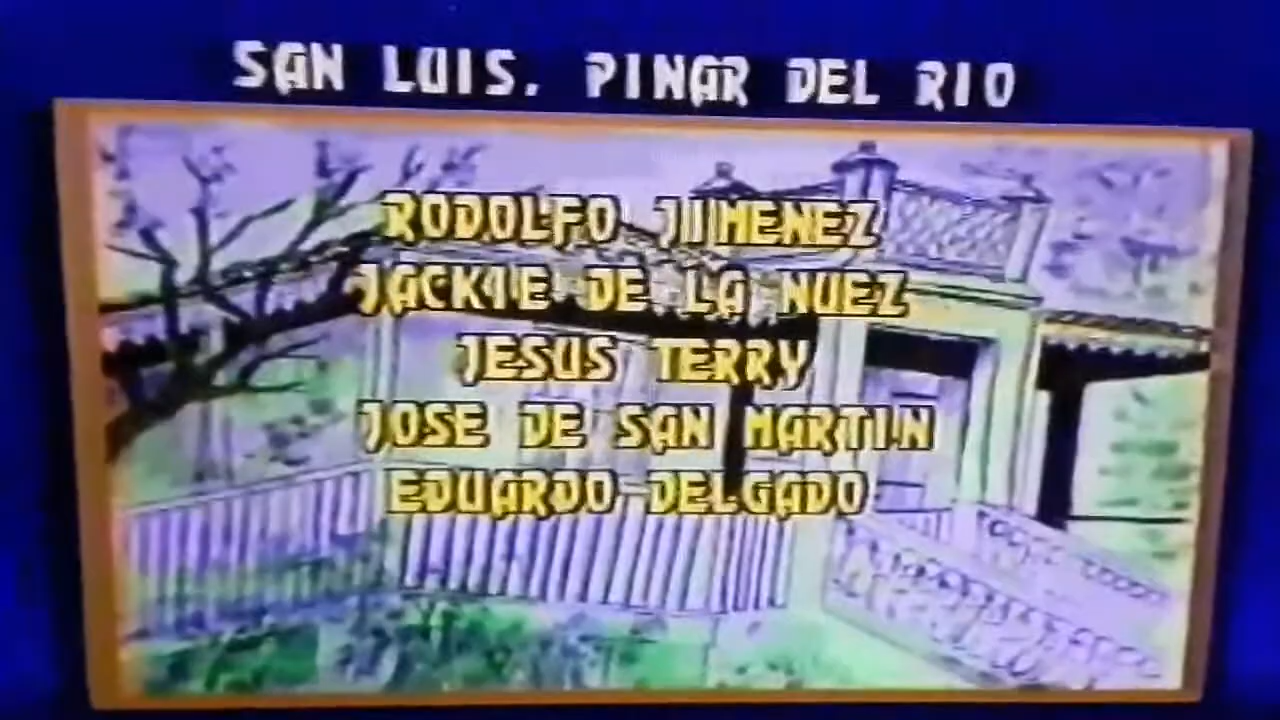 SAN LUIS. PINAR DEL RIO
RODOLFO JIMENEZ
JACKIE DE LA NUEZ
JESUS TERRY
JOSE DE SAN MARTIN
EDUARDO DELGADO